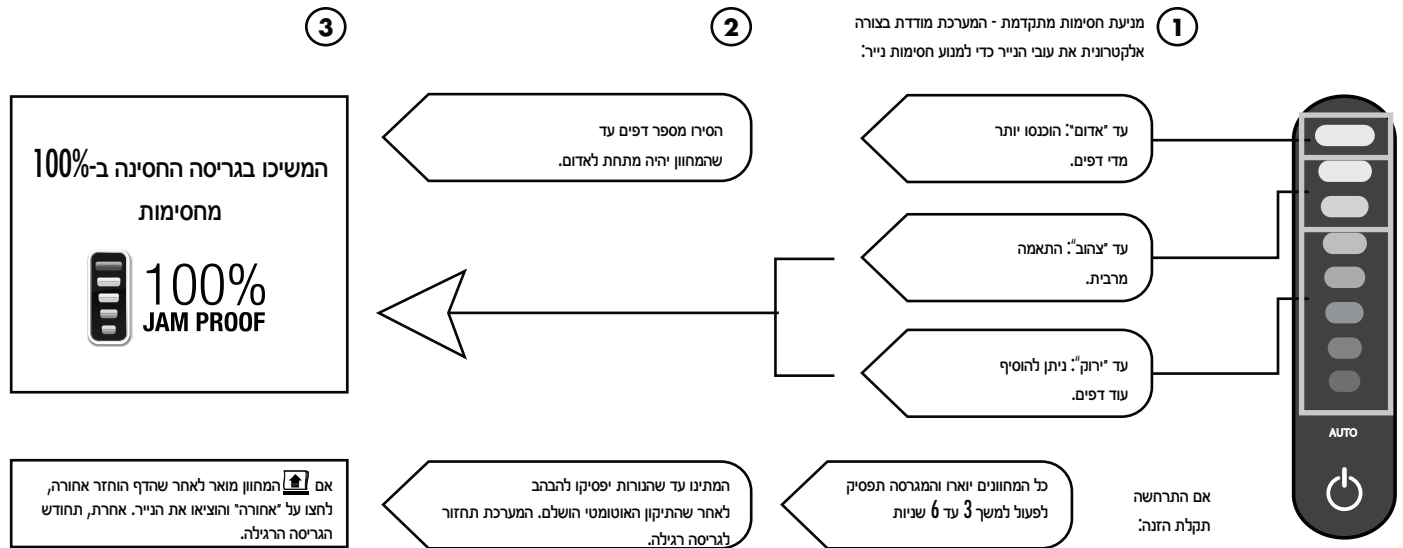 1
מניעת חסימות מתקדמת - המערכת מודדת בצורה
אלקטרונית את עובי הנייר כדי למנוע חסימות נייר:
עד "אדום": הוכנסו יותר
מדי דפים.
עד "צהוב": התאמה
מרבית.
עד "ירוק": ניתן להוסיף
עוד דפים.
AUTO
2
הסירו מספר דפים עד
שהמחוון יהיה מתחת לאדום.
3
המשיכו בגריסה החסינה ב-100%
מחסימות
100%
JAM PROOF
אם התרחשה
תקלת הזנה:
כל המחוונים יוארו והמגרסה תפסיק
לפעול למשך 3 עד 6 שניות
המתינו עד שהנורות יפסיקו להבהב
לאחר שהתיקון האוטומטי הושלם. המערכת תחזור
לגריסה רגילה.
אם המחוון מואר לאחר שהדף הוחזר אחורה,
לחצו על "אחורה" והוציאו את הנייר. אחרת, תחודש
הגריסה הרגילה.